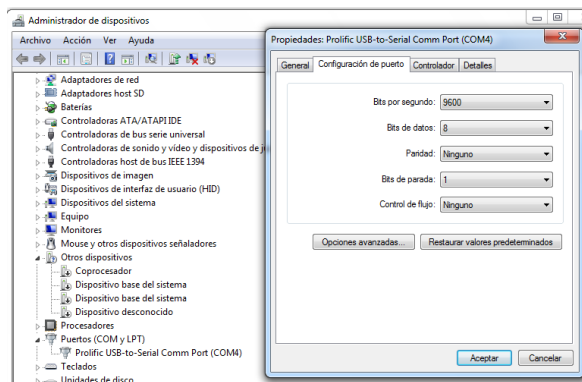 Administrador de dispositivos
Archivo Acción Ver Ayuda
Adaptadores de red
Adaptadores host SD
Baterías
Controladoras ATA/ATAPI IDE
Controladoras de bus serie universal
Controladoras de sonido y vídeo y dispositivos de j
Controladoras host de bus IEEE 1394
Dispositivos de imagen
Dispositivos de interfaz de usuario (HID)
Dispositivos del sistema
Equipo
Monitores
Mouse y otros dispositivos señaladores
Otros dispositivos
Coprocesador
Dispositivo base del sistema
Dispositivo base del sistema
Dispositivo desconocido
Procesadores
Puertos (COM y LPT)
Prolific USB-to-Serial Comm Port (COM4)
Teclados
Unidades de disco
Propiedades: Prolific USB-to-Serial Comm Port (COM4)
General Configuración de puerto Controlador Detalles
Bits por segundo: 9600
Bits de datos: 8
Paridad: Ninguno
Bits de parada: 1
Control de flujo: Ninguno
Opciones avanzadas... Restaurar valores predeterminados
Aceptar Cancelar